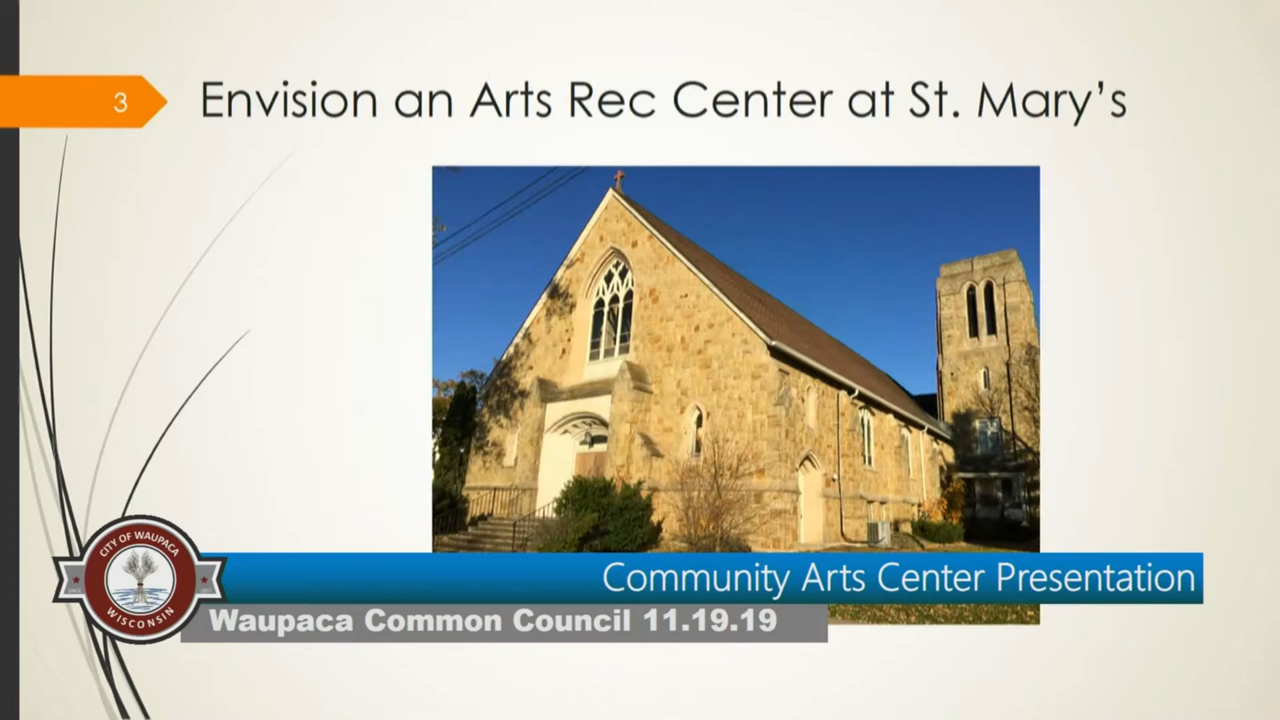 3
Envision an Arts Rec Center at St. Mary's
Community Arts Center Presentation
Waupaca Common Council 11.19.19
CITY OF WAUPACA
WISCONSIN